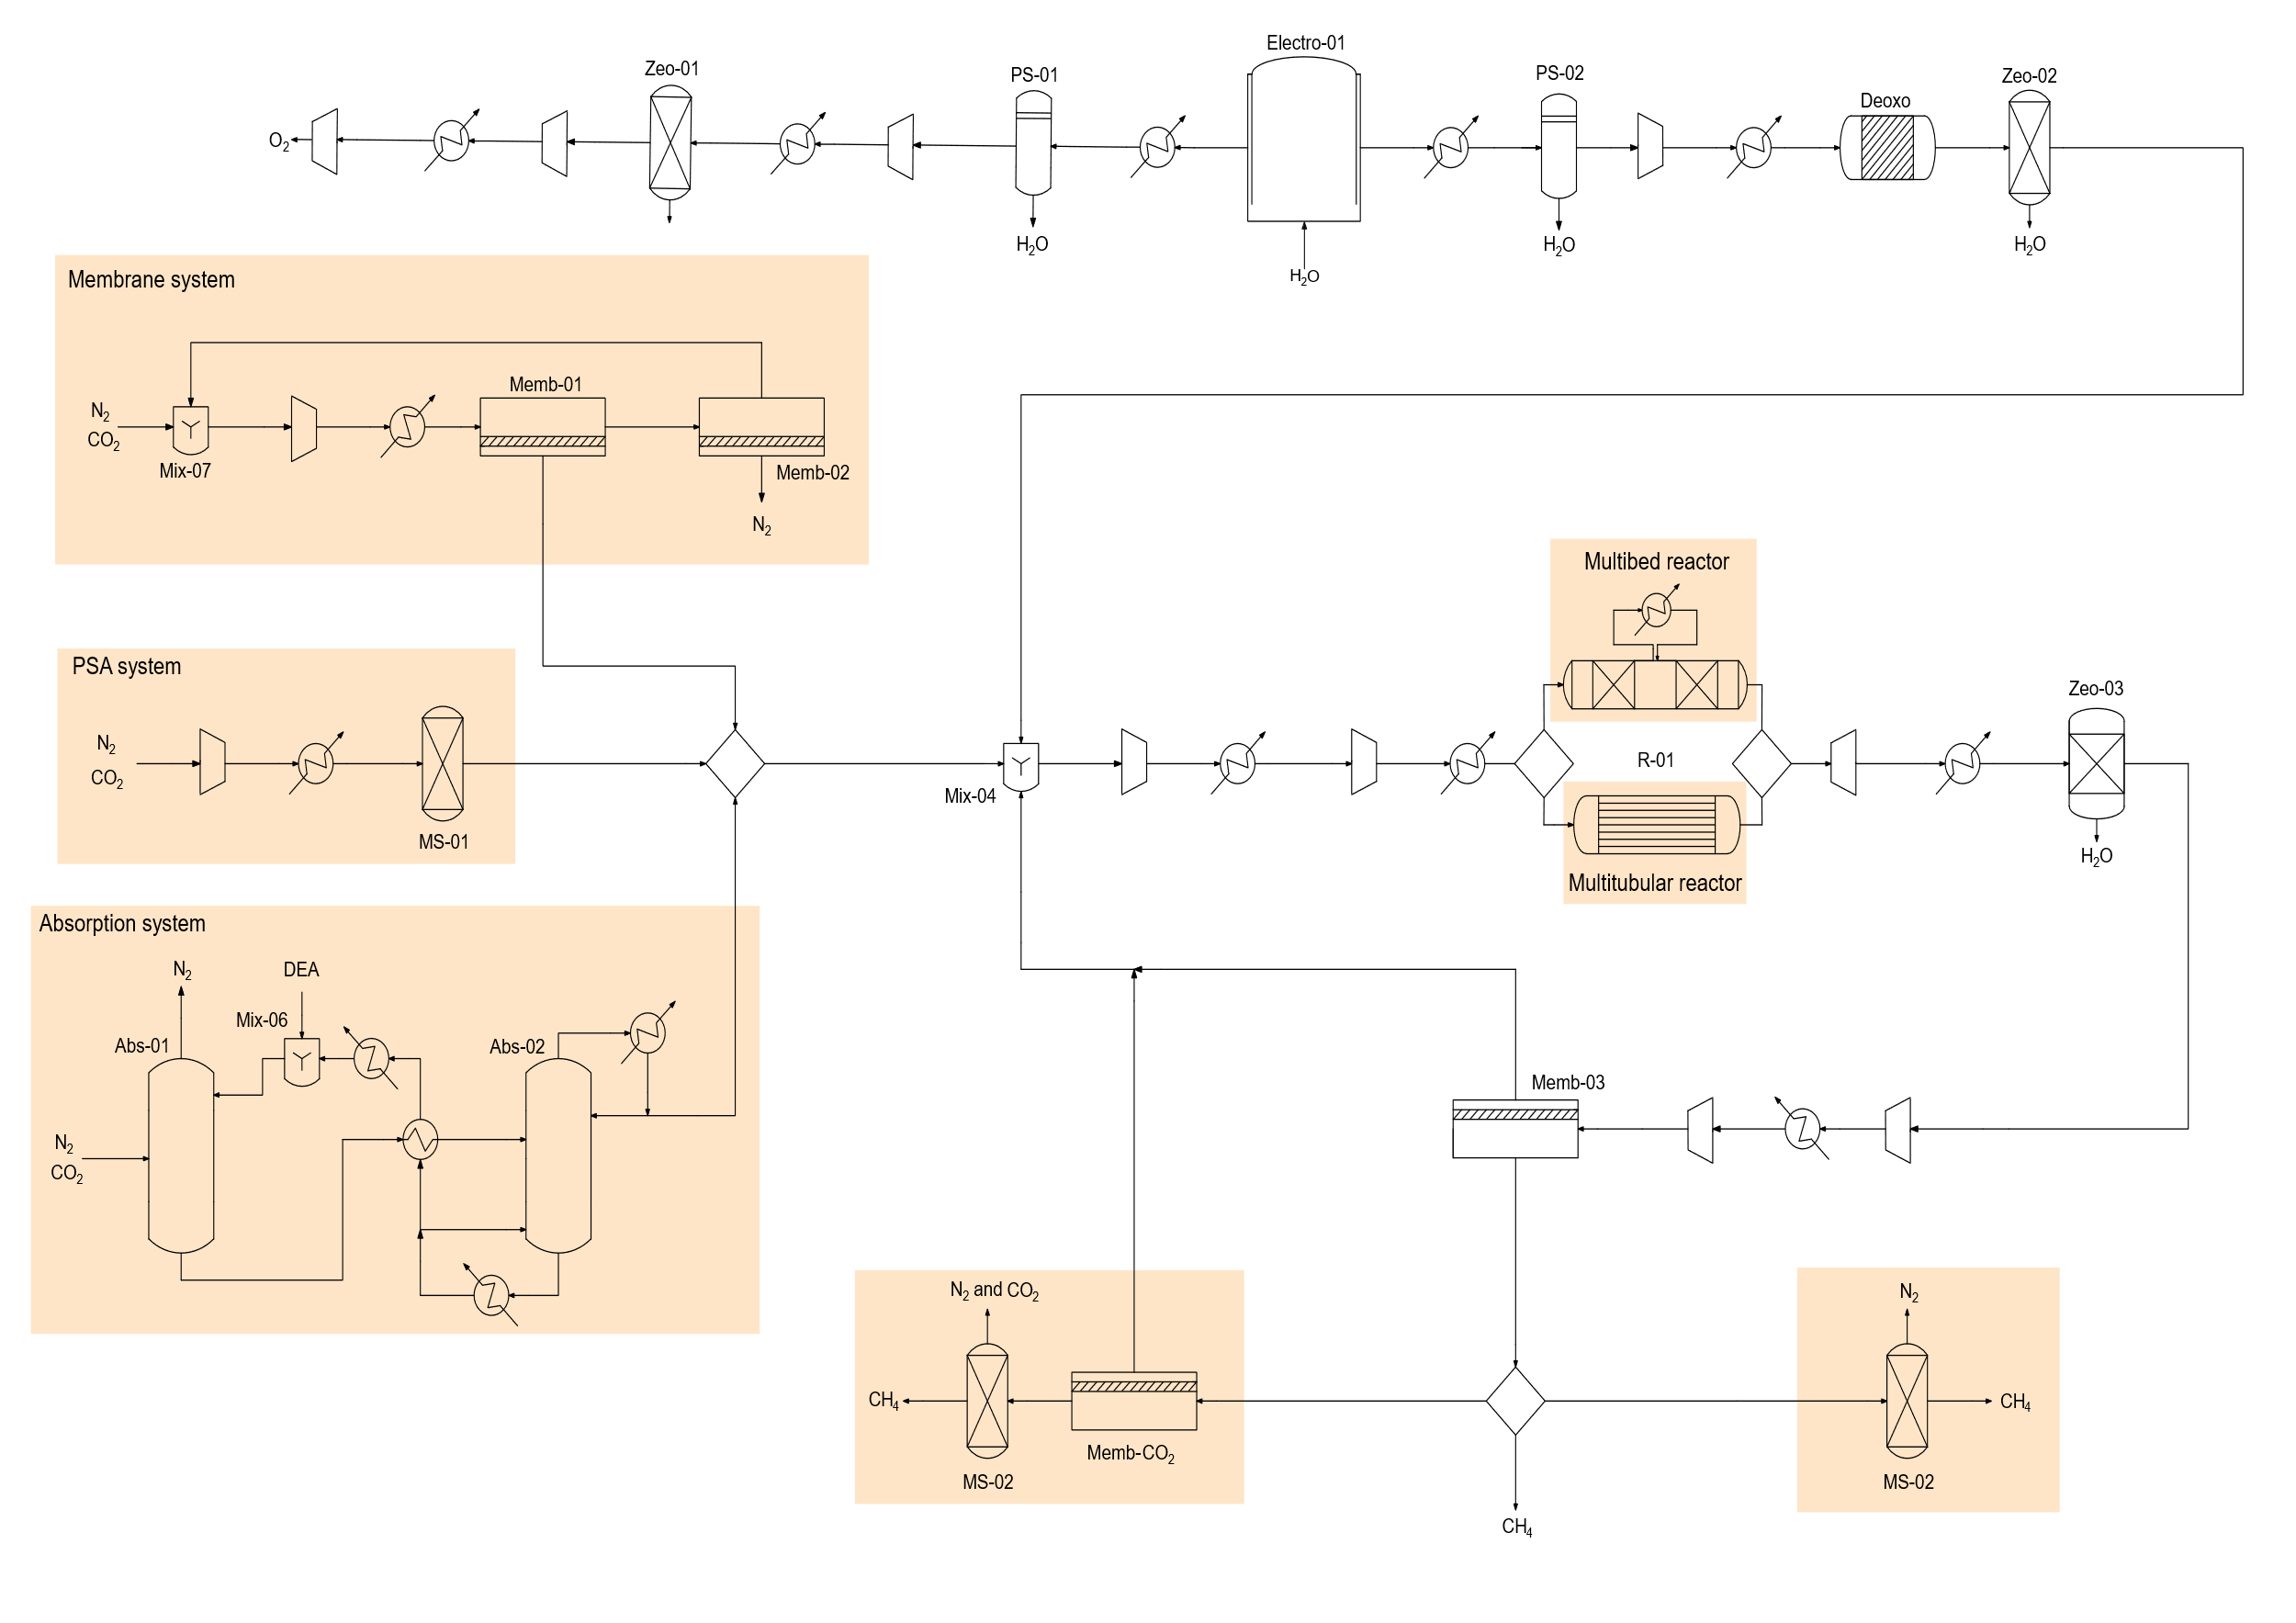 Electro-01
Zeo-01
PS-01
PS-02
Zeo-02
Deoxo
O₂
H₂O
H₂O
H₂O
H₂O
Membrane system
Memb-01
N₂
CO₂
Mix-07
Memb-02
N₂
Multibed reactor
PSA system
Zeo-03
N₂
CO₂
R-01
Mix-04
MS-01
H₂O
Multitubular reactor
Absorption system
N₂
DEA
Mix-06
Abs-01
Abs-02
Memb-03
N₂
CO₂
N₂ and CO₂
N₂
CH₄
CH₄
Memb-CO₂
MS-02
MS-02
CH₄